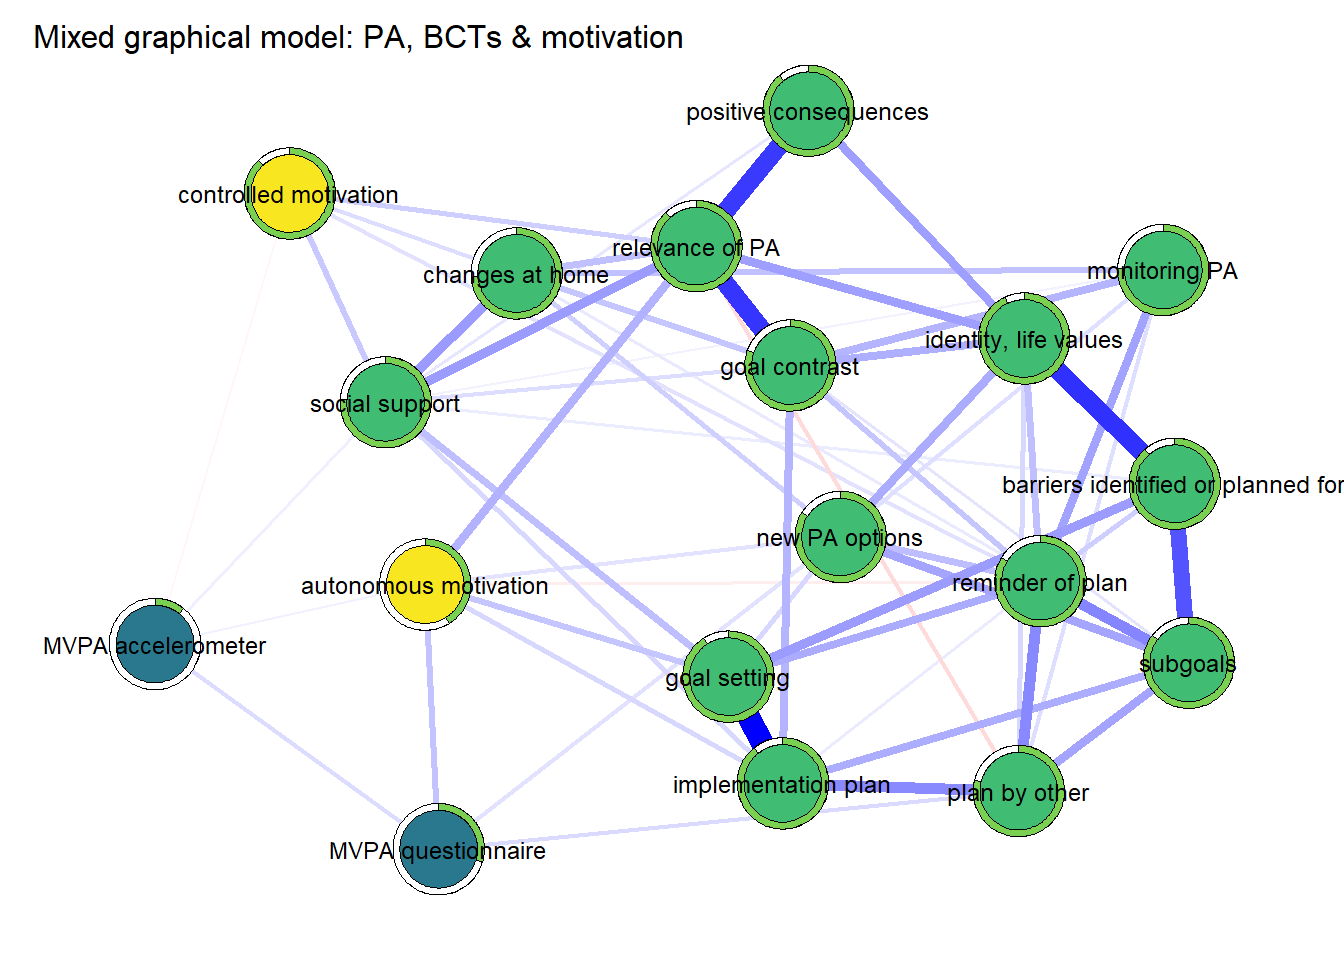 Mixed graphical model: PA, BCTs & motivation
positive consequences
controlled motivation
relevance of PA
changes at home
monitoring PA
identity, life values
goal contrast
social support
barriers identified or planned for
new PA options
autonomous motivation
reminder of plan
MVPA accelerometer
subgoals
goal setting
implementation plan
plan by other
MVPA questionnaire